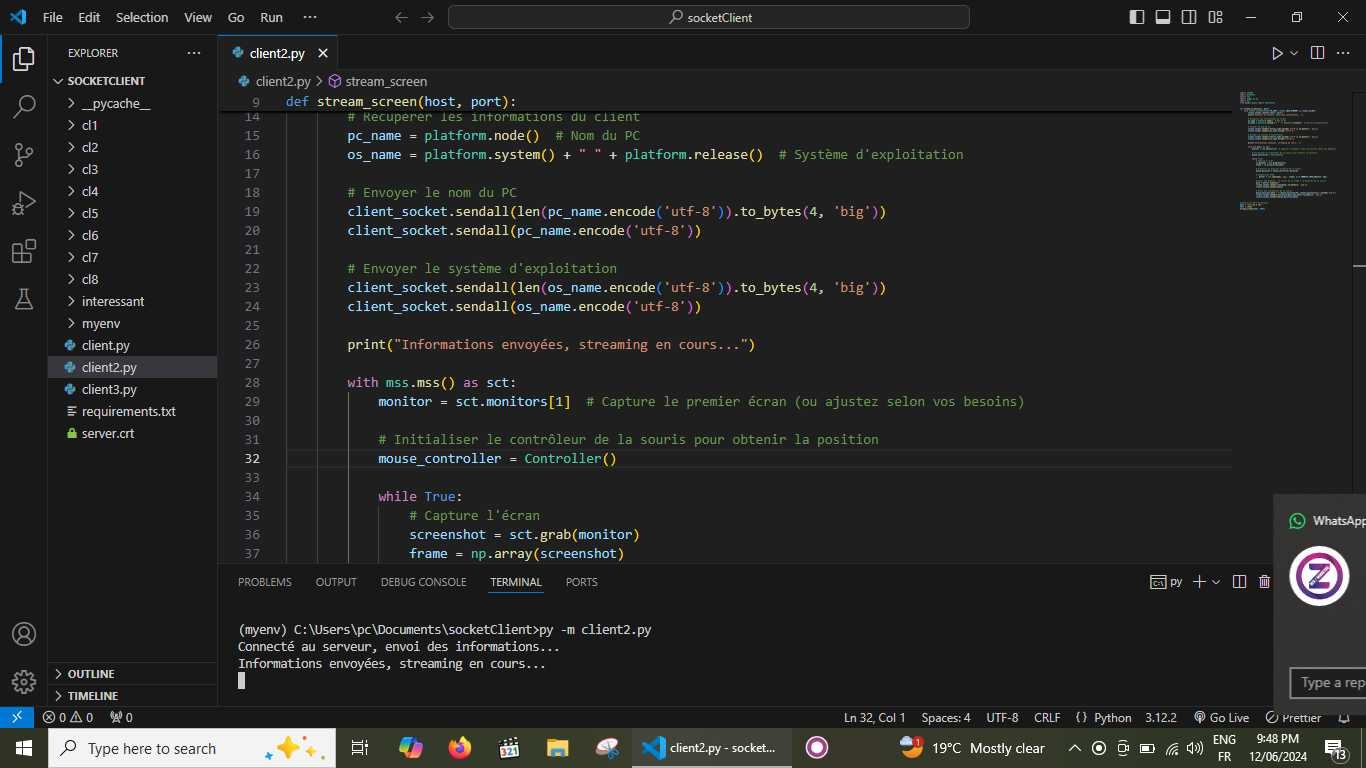 File Edit Selection View Go Run ···
socketClient
EXPLORER ···
SOCKETCLIENT
__pycache__
cl1
cl2
cl3
cl4
cl5
cl6
cl7
cl8
interessant
myenv
client.py
client2.py
client3.py
requirements.txt
server.crt
OUTLINE
TIMELINE
client2.py
client2.py > stream_screen
9 def stream_screen(host, port):
14 # Récupérer les informations du client
15 pc_name = platform.node()  # Nom du PC
16 os_name = platform.system() + " " + platform.release()  # Système d'exploitation
17
18 # Envoyer le nom du PC
19 client_socket.sendall(len(pc_name.encode('utf-8')).to_bytes(4, 'big'))
20 client_socket.sendall(pc_name.encode('utf-8'))
21
22 # Envoyer le système d'exploitation
23 client_socket.sendall(len(os_name.encode('utf-8')).to_bytes(4, 'big'))
24 client_socket.sendall(os_name.encode('utf-8'))
25
26 print("Informations envoyées, streaming en cours...")
27
28 with mss.mss() as sct:
29 monitor = sct.monitors[1]  # Capture le premier écran (ou ajustez selon vos besoins)
30
31 # Initialiser le contrôleur de la souris pour obtenir la position
32 mouse_controller = Controller()
33
34 while True:
35 # Capture l'écran
36 screenshot = sct.grab(monitor)
37 frame = np.array(screenshot)
WhatsApp
Type a rep
PROBLEMS OUTPUT DEBUG CONSOLE TERMINAL PORTS
py
(myenv) C:\Users\pc\Documents\socketClient>py -m client2.py
Connecté au serveur, envoi des informations...
Informations envoyées, streaming en cours...
0 0 0
Ln 32, Col 1 Spaces: 4 UTF-8 CRLF {} Python 3.12.2 Go Live Prettier
Type here to search
client2.py - socket...
1
19°C Mostly clear
ENG
FR
9:48 PM
12/06/2024
13